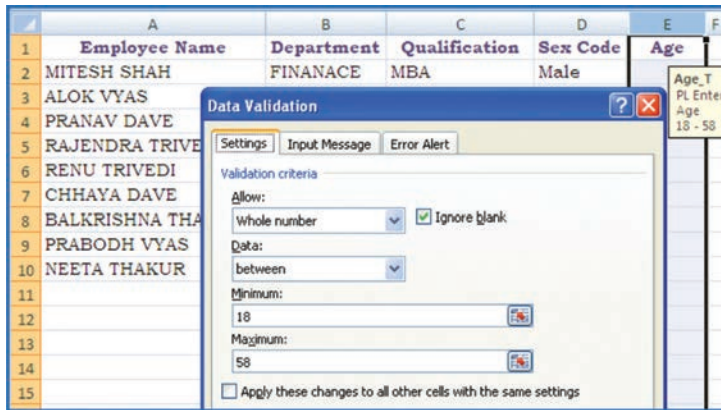 A B C D E F
1 Employee Name Department Qualification Sex Code Age
2 MITESH SHAH FINANACE MBA Male
3 ALOK VYAS
4 PRANAV DAVE
5 RAJENDRA TRIVE
6 RENU TRIVEDI
7 CHHAYA DAVE
8 BALKRISHNA THA
9 PRABODH VYAS
10 NEETA THAKUR
11
12
13
14
15
Age_T
PL Enter
Age
18 - 58
Data Validation
Settings Input Message Error Alert
Validation criteria
Allow:
Whole number Ignore blank
Data:
between
Minimum:
18
Maximum:
58
Apply these changes to all other cells with the same settings